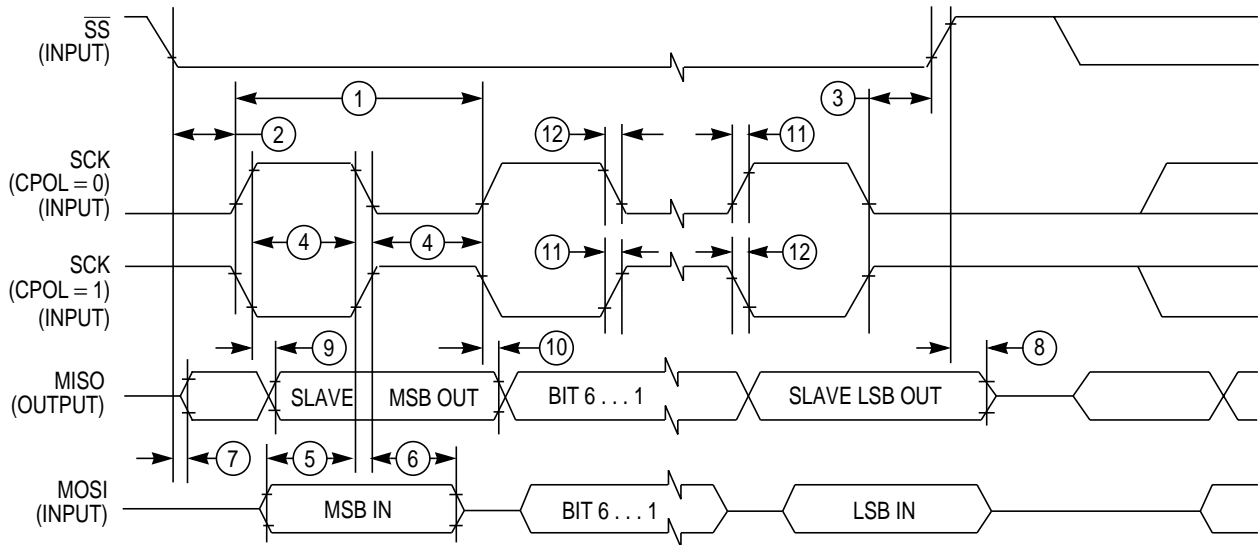 SS
(INPUT)
1
3
2
12
11
SCK
(CPOL = 0)
(INPUT)
4
4
11
12
SCK
(CPOL = 1)
(INPUT)
9
10
8
MISO
(OUTPUT)
SLAVE
MSB OUT
BIT 6 . . . 1
SLAVE LSB OUT
7
5
6
MOSI
(INPUT)
MSB IN
BIT 6 . . . 1
LSB IN